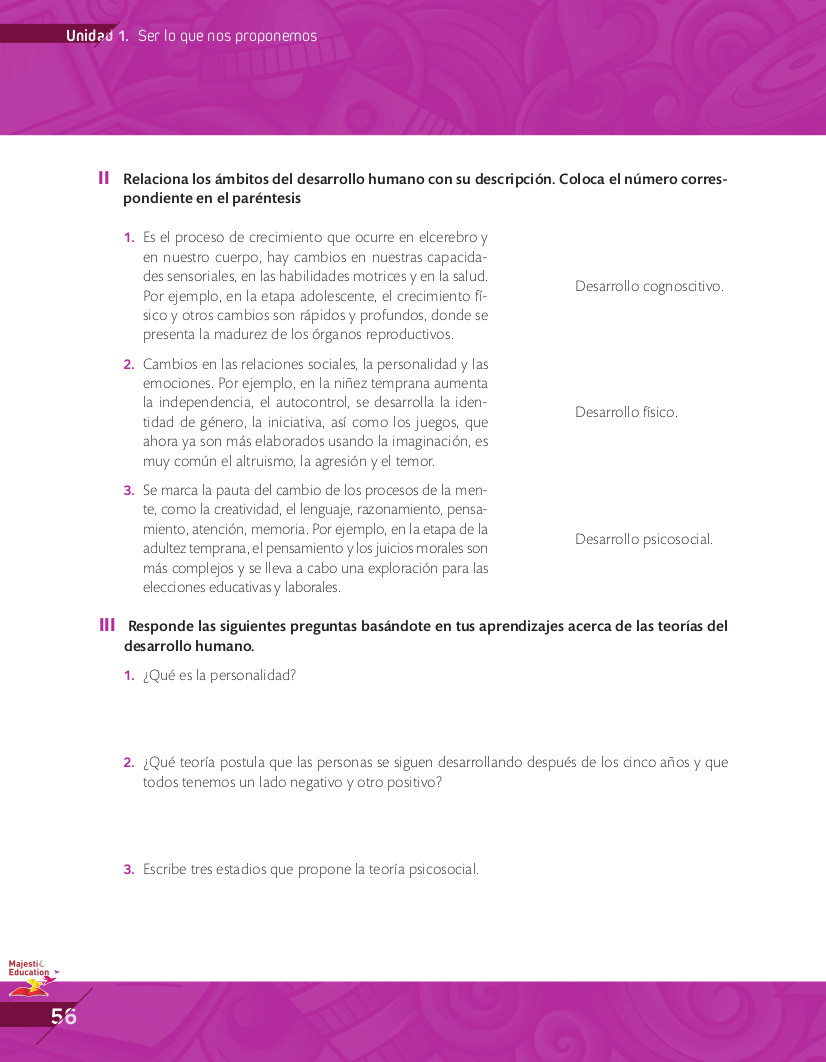 Unidad 1. Ser lo que nos proponemos
II Relaciona los ámbitos del desarrollo humano con su descripción. Coloca el número corres-
pondiente en el paréntesis
1. Es el proceso de crecimiento que ocurre en elcerebro y
en nuestro cuerpo, hay cambios en nuestras capacida-
des sensoriales, en las habilidades motrices y en la salud.
Por ejemplo, en la etapa adolescente, el crecimiento fí-
sico y otros cambios son rápidos y profundos, donde se
presenta la madurez de los órganos reproductivos.
Desarrollo cognoscitivo.
2. Cambios en las relaciones sociales, la personalidad y las
emociones. Por ejemplo, en la niñez temprana aumenta
la independencia, el autocontrol, se desarrolla la iden-
tidad de género, la iniciativa, así como los juegos, que
ahora ya son más elaborados usando la imaginación, es
muy común el altruismo, la agresión y el temor.
Desarrollo físico.
3. Se marca la pauta del cambio de los procesos de la men-
te, como la creatividad, el lenguaje, razonamiento, pensa-
miento, atención, memoria. Por ejemplo, en la etapa de la
adultez temprana, el pensamiento y los juicios morales son
más complejos y se lleva a cabo una exploración para las
elecciones educativas y laborales.
Desarrollo psicosocial.
III Responde las siguientes preguntas basándote en tus aprendizajes acerca de las teorías del
desarrollo humano.
1. ¿Qué es la personalidad?
2. ¿Qué teoría postula que las personas se siguen desarrollando después de los cinco años y que
todos tenemos un lado negativo y otro positivo?
3. Escribe tres estadios que propone la teoría psicosocial.
Majestic
Education
56